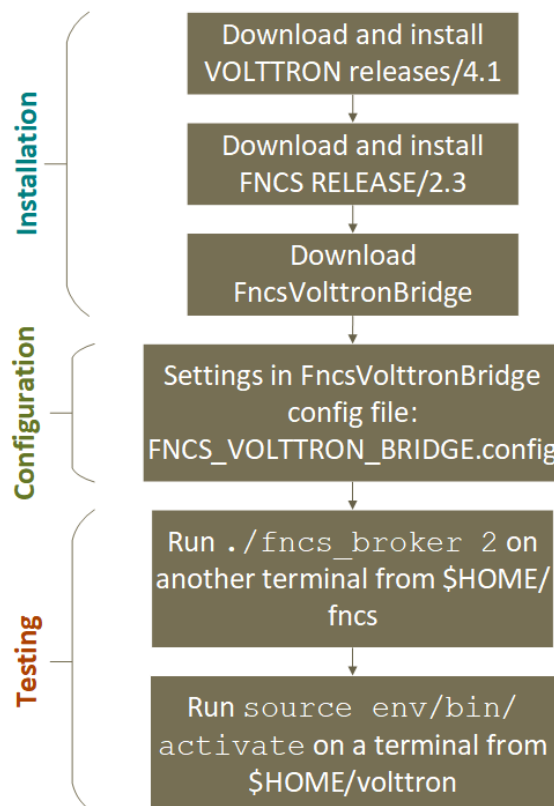 Installation
Download and install
VOLTTRON releases/4.1
Download and install
FNCS RELEASE/2.3
Download
FncsVolttronBridge
Configuration
Settings in FncsVolttronBridge
config file:
FNCS_VOLTTRON_BRIDGE.config
Testing
Run ./fncs_broker 2 on
another terminal from $HOME/
fncs
Run source env/bin/
activate on a terminal from
$HOME/volttron